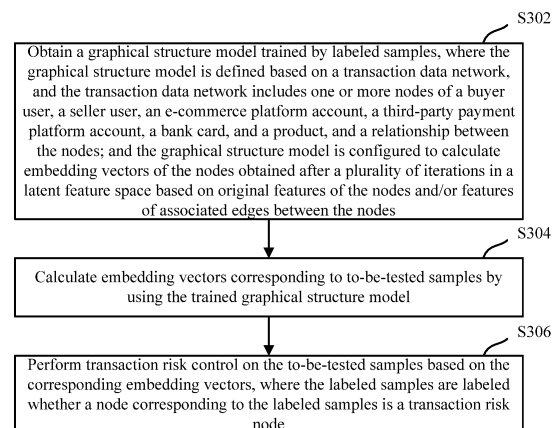 S302
Obtain a graphical structure model trained by labeled samples, where the
graphical structure model is defined based on a transaction data network,
and the transaction data network includes one or more nodes of a buyer
user, a seller user, an e-commerce platform account, a third-party payment
platform account, a bank card, and a product, and a relationship between
the nodes; and the graphical structure model is configured to calculate
embedding vectors of the nodes obtained after a plurality of iterations in a
latent feature space based on original features of the nodes and/or features
of associated edges between the nodes
S304
Calculate embedding vectors corresponding to to-be-tested samples by
using the trained graphical structure model
S306
Perform transaction risk control on the to-be-tested samples based on the
corresponding embedding vectors, where the labeled samples are labeled
whether a node corresponding to the labeled samples is a transaction risk
node